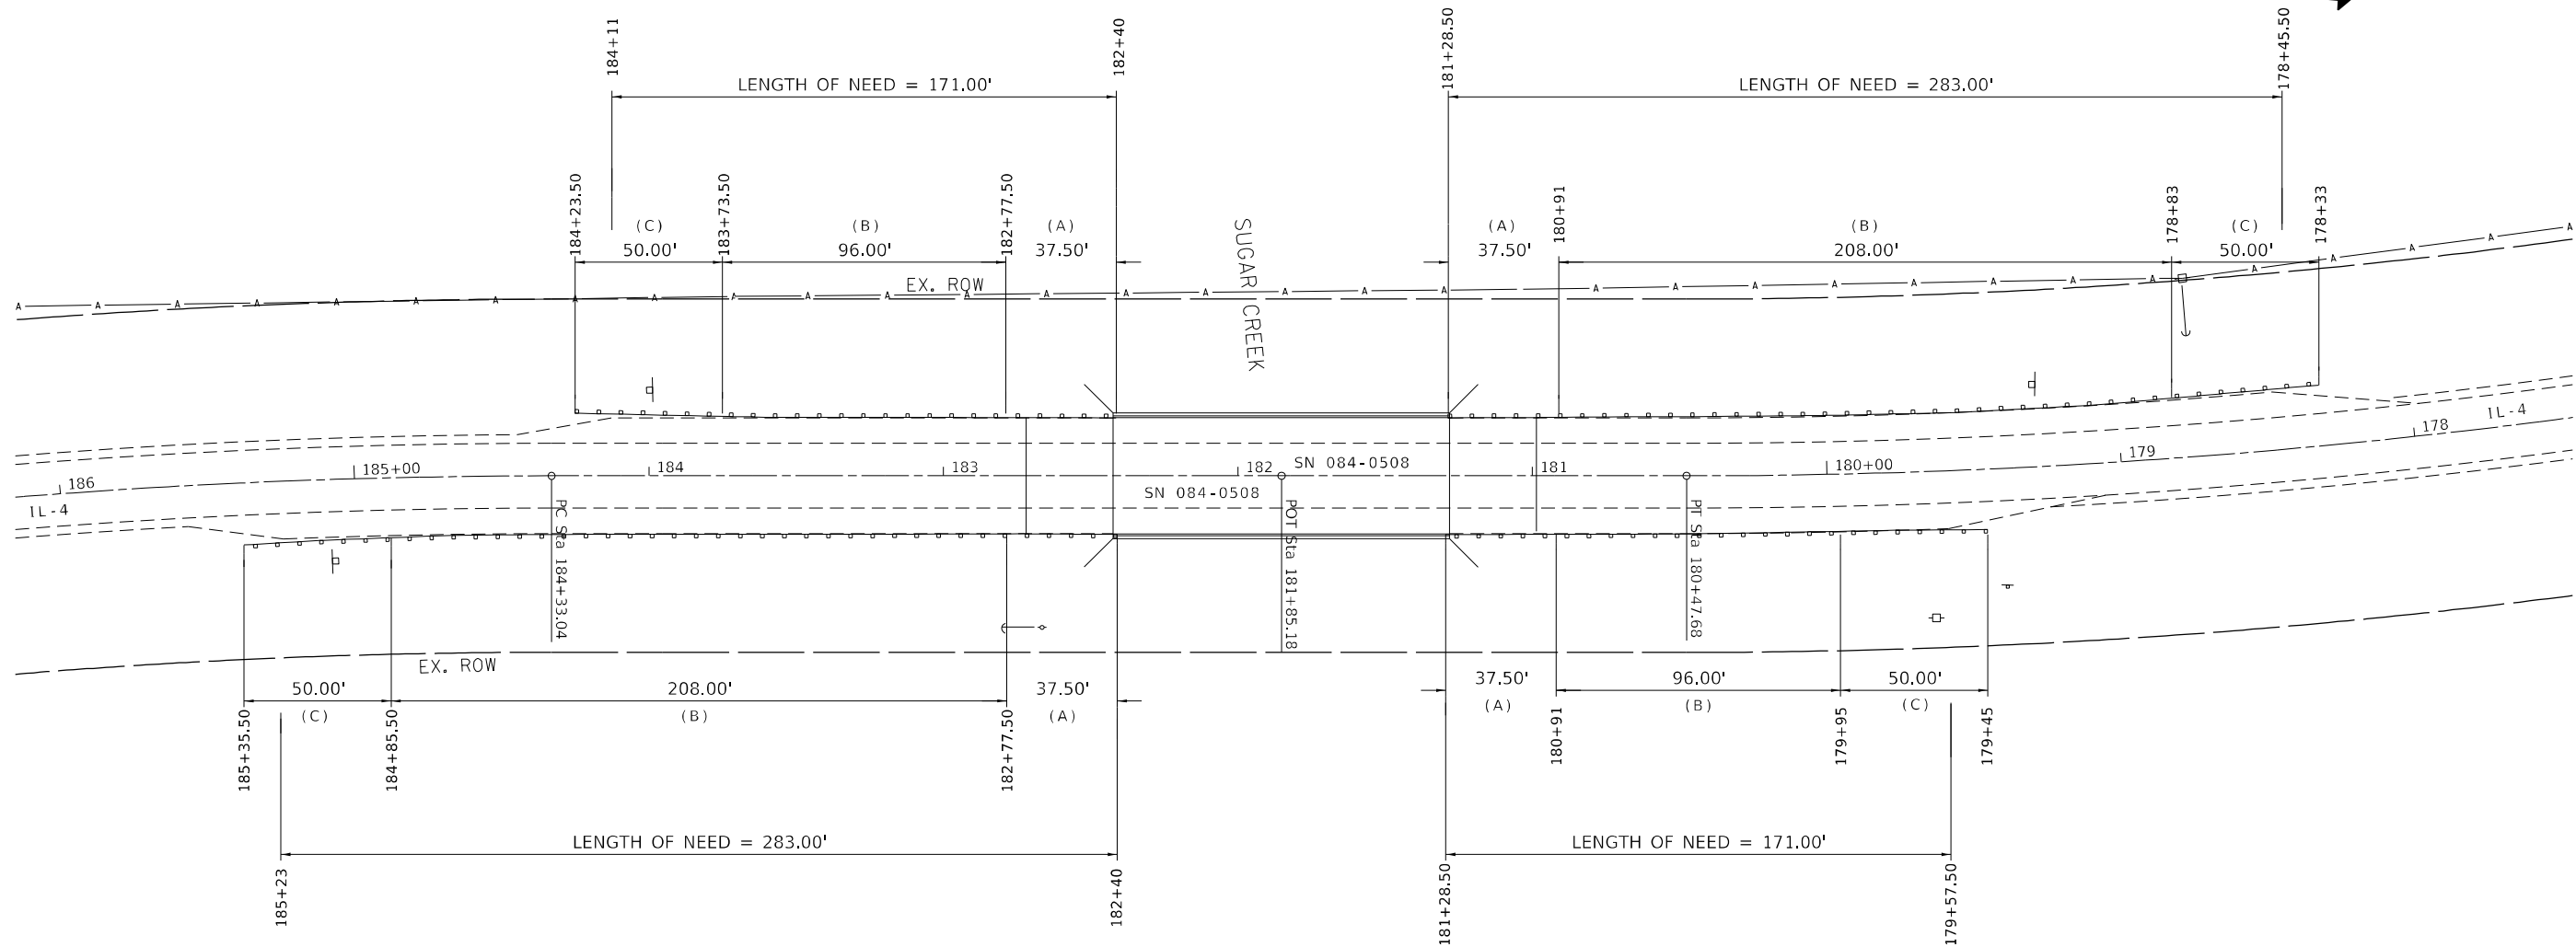 184+11
182+40
181+28.50
178+45.50
LENGTH OF NEED = 171.00'
LENGTH OF NEED = 283.00'
184+23.50
183+73.50
182+77.50
180+91
178+83
178+33
(C)
50.00'
(B)
96.00'
(A)
37.50'
(A)
37.50'
(B)
208.00'
(C)
50.00'
SUGAR CREEK
EX. ROW
A A A A A A A A A A A A A A A A A A A A A A A A A A A A A A A A
186
185+00
184
183
182
181
180+00
179
178
IL-4
IL-4
SN 084-0508
SN 084-0508
PC Sta 184+33.04
POT Sta 181+85.18
PT Sta 180+47.68
EX. ROW
50.00'
(C)
208.00'
(B)
37.50'
(A)
37.50'
(A)
96.00'
(B)
50.00'
(C)
185+35.50
184+85.50
182+77.50
180+91
179+95
179+45
LENGTH OF NEED = 283.00'
LENGTH OF NEED = 171.00'
185+23
182+40
181+28.50
179+57.50